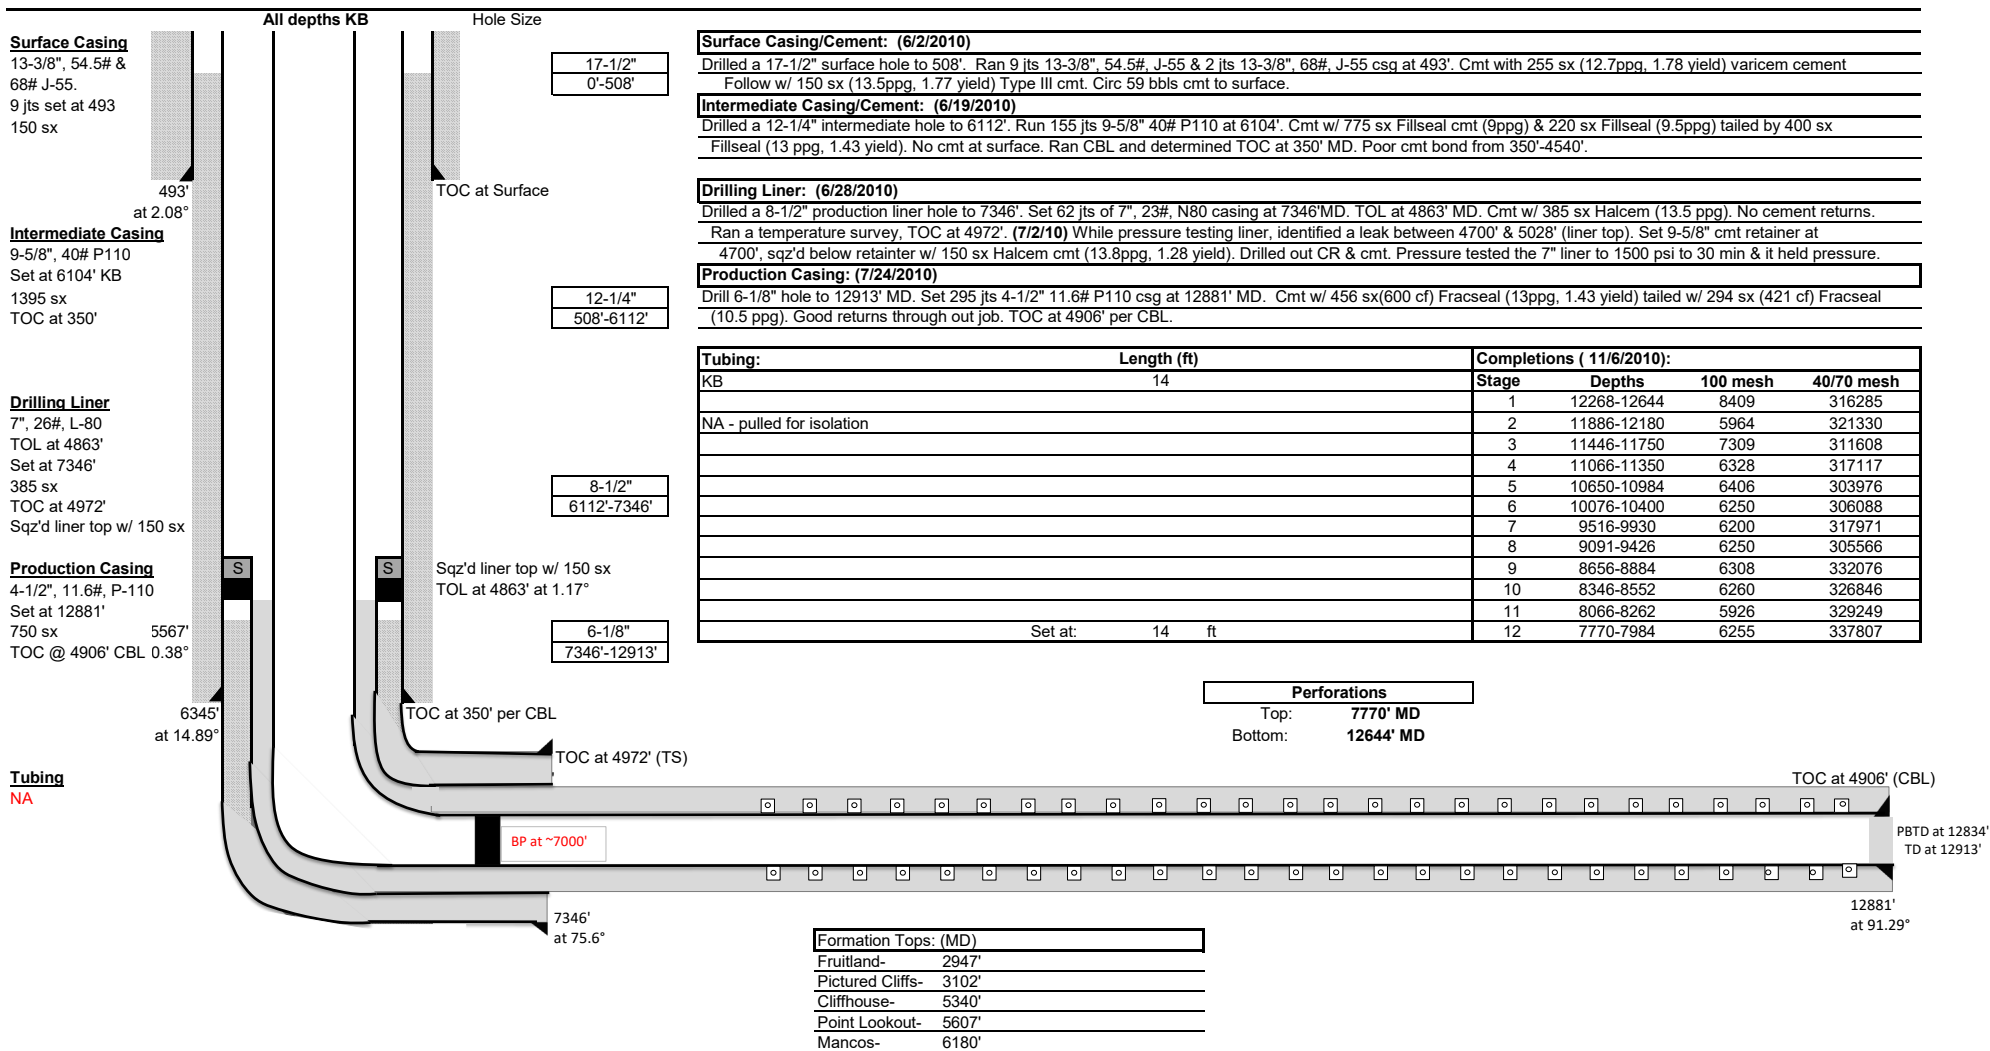 All depths KB
Hole Size
Surface Casing
13-3/8", 54.5# &
68# J-55.
9 jts set at 493
150 sx
493'
at 2.08°
TOC at Surface
Intermediate Casing
9-5/8", 40# P110
Set at 6104' KB
1395 sx
TOC at 350'
Drilling Liner
7", 26#, L-80
TOL at 4863'
Set at 7346'
385 sx
TOC at 4972'
Sqz'd liner top w/ 150 sx
Production Casing
4-1/2", 11.6#, P-110
Set at 12881'
750 sx 5567'
TOC @ 4906' CBL 0.38°
6345'
at 14.89°
Tubing
NA
17-1/2"
0'-508'
12-1/4"
508'-6112'
8-1/2"
6112'-7346'
S
S
Sqz'd liner top w/ 150 sx
TOL at 4863' at 1.17°
6-1/8"
7346'-12913'
TOC at 350' per CBL
TOC at 4972' (TS)
Surface Casing/Cement: (6/2/2010)
Drilled a 17-1/2" surface hole to 508'. Ran 9 jts 13-3/8", 54.5#, J-55 & 2 jts 13-3/8", 68#, J-55 csg at 493'. Cmt with 255 sx (12.7ppg, 1.78 yield) varicem cement
Follow w/ 150 sx (13.5ppg, 1.77 yield) Type III cmt. Circ 59 bbls cmt to surface.
Intermediate Casing/Cement: (6/19/2010)
Drilled a 12-1/4" intermediate hole to 6112'. Run 155 jts 9-5/8" 40# P110 at 6104'. Cmt w/ 775 sx Fillseal cmt (9ppg) & 220 sx Fillseal (9.5ppg) tailed by 400 sx
Fillseal (13 ppg, 1.43 yield). No cmt at surface. Ran CBL and determined TOC at 350' MD. Poor cmt bond from 350'-4540'.
Drilling Liner: (6/28/2010)
Drilled a 8-1/2" production liner hole to 7346'. Set 62 jts of 7", 23#, N80 casing at 7346'MD. TOL at 4863' MD. Cmt w/ 385 sx Halcem (13.5 ppg). No cement returns.
Ran a temperature survey, TOC at 4972'. (7/2/10) While pressure testing liner, identified a leak between 4700' & 5028' (liner top). Set 9-5/8" cmt retainer at
4700', sqz'd below retainter w/ 150 sx Halcem cmt (13.8ppg, 1.28 yield). Drilled out CR & cmt. Pressure tested the 7" liner to 1500 psi to 30 min & it held pressure.
Production Casing: (7/24/2010)
Drill 6-1/8" hole to 12913' MD. Set 295 jts 4-1/2" 11.6# P110 csg at 12881' MD. Cmt w/ 456 sx(600 cf) Fracseal (13ppg, 1.43 yield) tailed w/ 294 sx (421 cf) Fracseal
(10.5 ppg). Good returns through out job. TOC at 4906' per CBL.
Tubing: Length (ft)
KB 14
NA - pulled for isolation
Set at: 14 ft
Completions ( 11/6/2010):
Stage Depths 100 mesh 40/70 mesh
1 12268-12644 8409 316285
2 11886-12180 5964 321330
3 11446-11750 7309 311608
4 11066-11350 6328 317117
5 10650-10984 6406 303976
6 10076-10400 6250 306088
7 9516-9930 6200 317971
8 9091-9426 6250 305566
9 8656-8884 6308 332076
10 8346-8552 6260 326846
11 8066-8262 5926 329249
12 7770-7984 6255 337807
Perforations
Top: 7770' MD
Bottom: 12644' MD
TOC at 4906' (CBL)
BP at ~7000'
PBTD at 12834'
TD at 12913'
12881'
at 91.29°
7346'
at 75.6°
Formation Tops: (MD)
Fruitland- 2947'
Pictured Cliffs- 3102'
Cliffhouse- 5340'
Point Lookout- 5607'
Mancos- 6180'